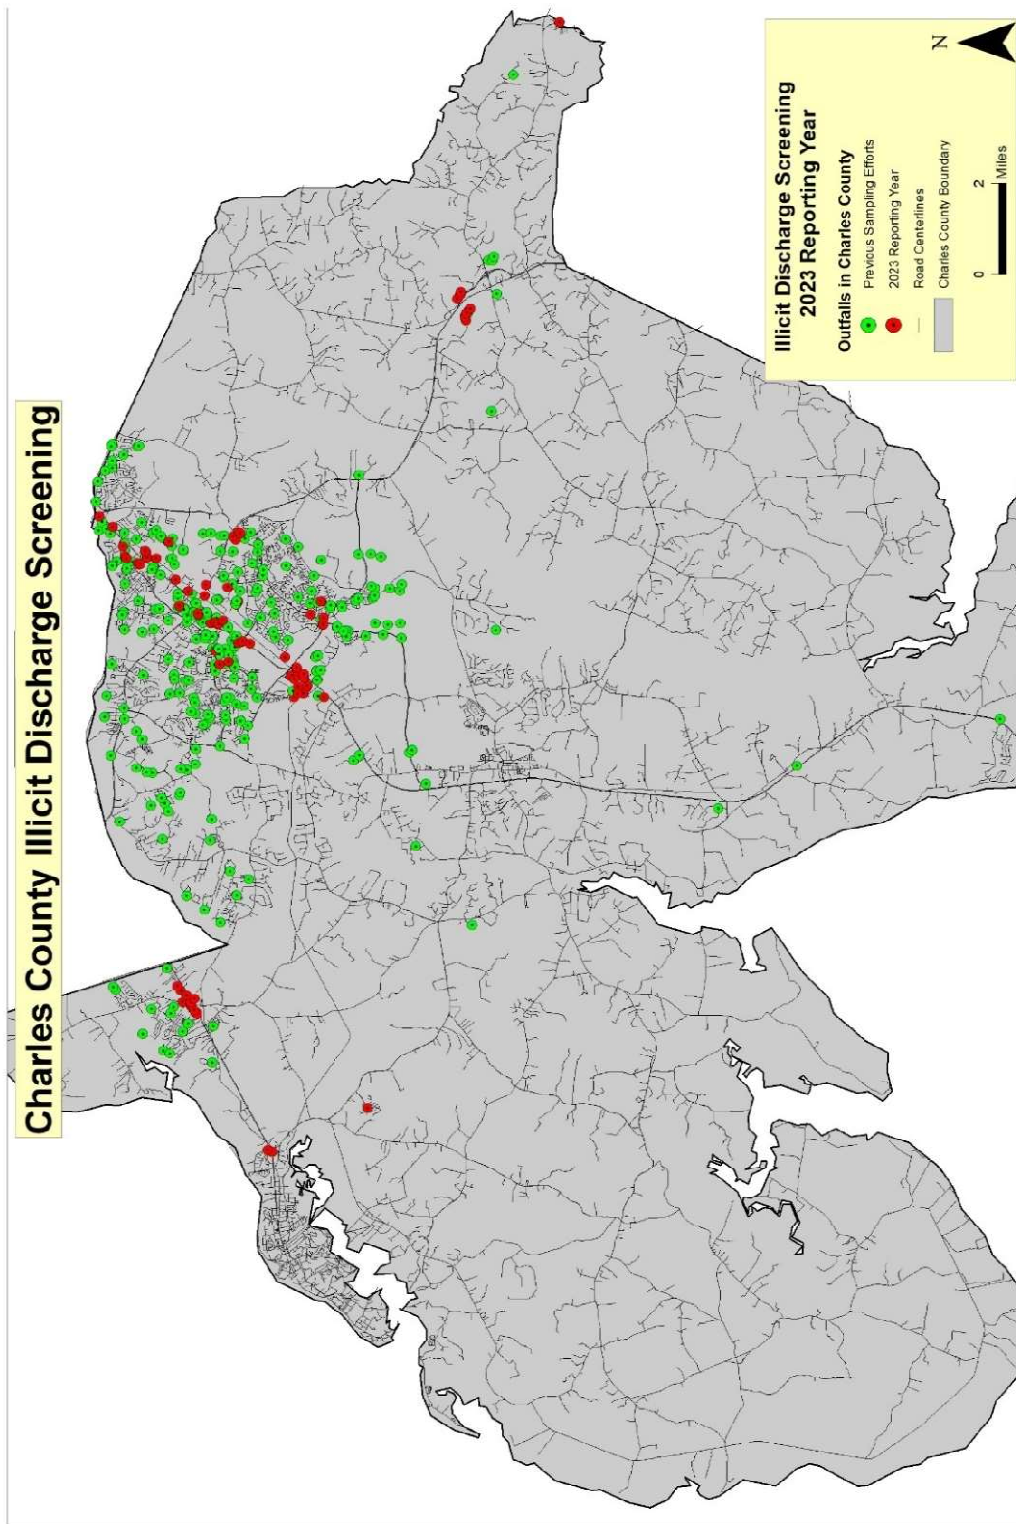 Charles County Illicit Discharge Screening
Illicit Discharge Screening
2023 Reporting Year
Outfalls in Charles County
Previous Sampling Efforts
2023 Reporting Year
Road Centerlines
Charles County Boundary
0 2
Miles
N